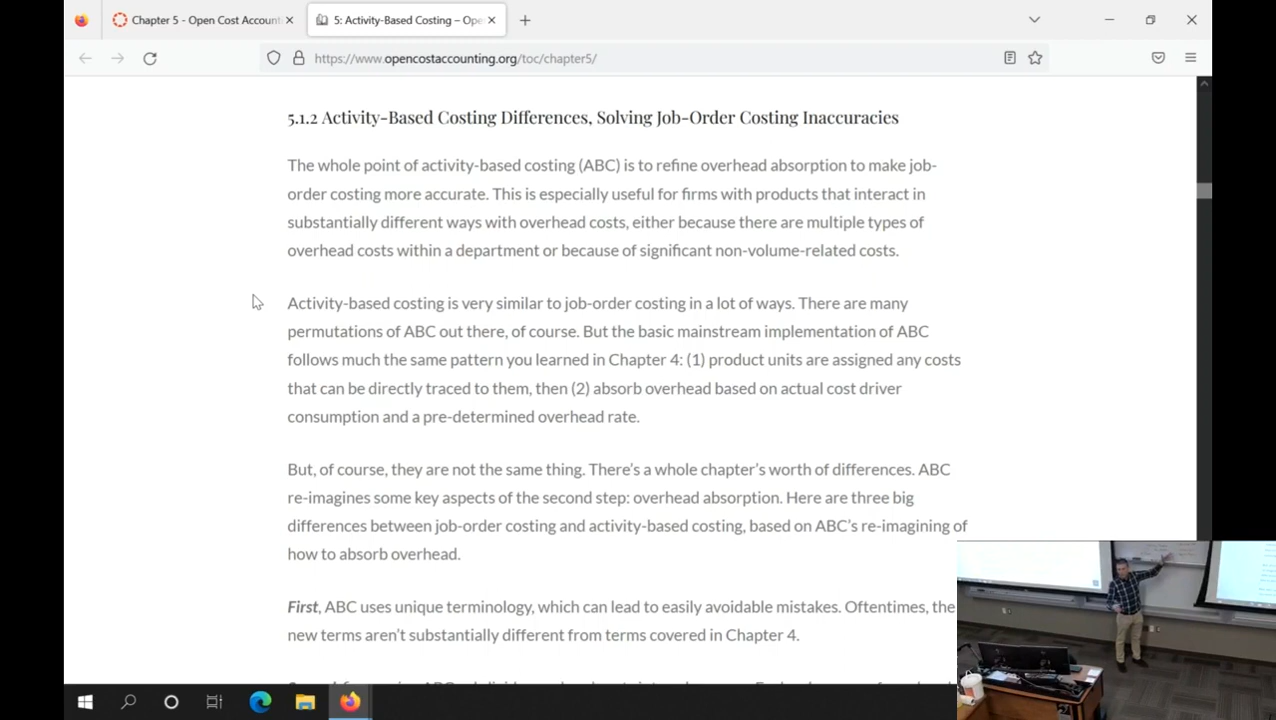 Chapter 5 - Open Cost Account
5: Activity-Based Costing – Ope
https://www.opencostaccounting.org/toc/chapter5/
5.1.2 Activity-Based Costing Differences, Solving Job-Order Costing Inaccuracies
The whole point of activity-based costing (ABC) is to refine overhead absorption to make job-
order costing more accurate. This is especially useful for firms with products that interact in
substantially different ways with overhead costs, either because there are multiple types of
overhead costs within a department or because of significant non-volume-related costs.
Activity-based costing is very similar to job-order costing in a lot of ways. There are many
permutations of ABC out there, of course. But the basic mainstream implementation of ABC
follows much the same pattern you learned in Chapter 4: (1) product units are assigned any costs
that can be directly traced to them, then (2) absorb overhead based on actual cost driver
consumption and a pre-determined overhead rate.
But, of course, they are not the same thing. There's a whole chapter's worth of differences. ABC
re-imagines some key aspects of the second step: overhead absorption. Here are three big
differences between job-order costing and activity-based costing, based on ABC's re-imagining of
how to absorb overhead.
First, ABC uses unique terminology, which can lead to easily avoidable mistakes. Oftentimes, the
new terms aren't substantially different from terms covered in Chapter 4.